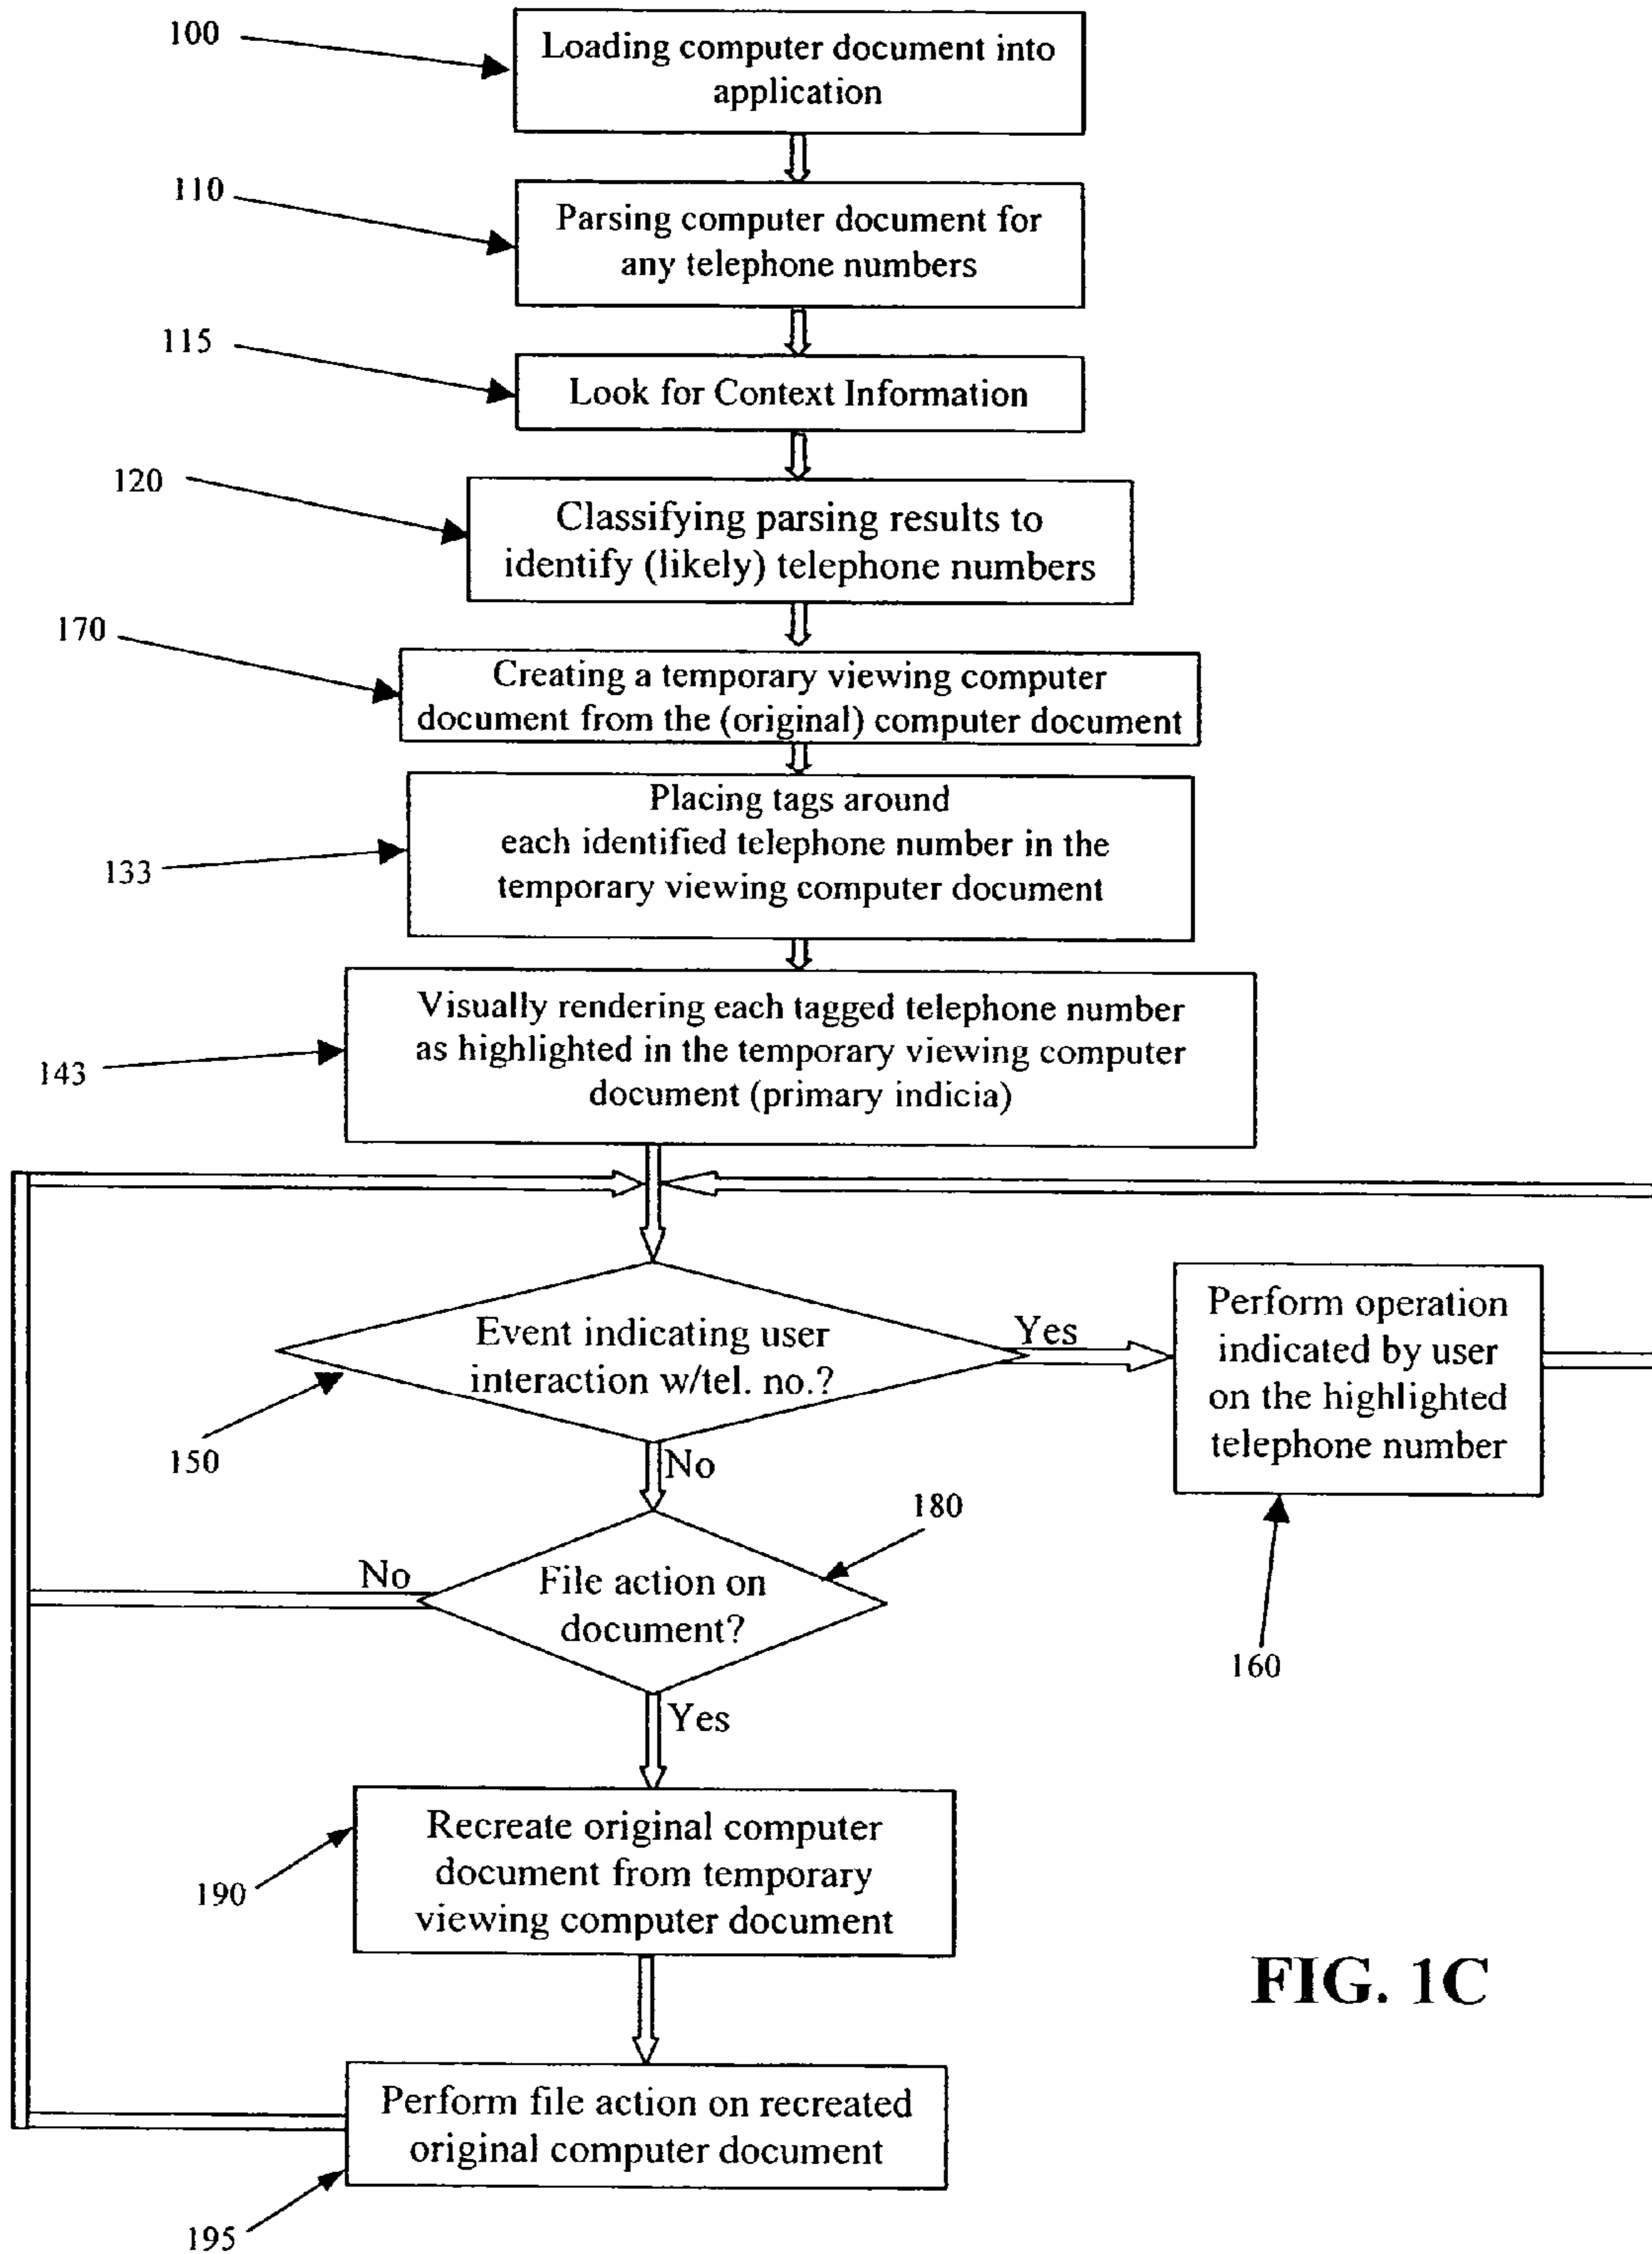 100
Loading computer document into
application
110
Parsing computer document for
any telephone numbers
115
Look for Context Information
120
Classifying parsing results to
identify (likely) telephone numbers
170
Creating a temporary viewing computer
document from the (original) computer document
133
Placing tags around
each identified telephone number in the
temporary viewing computer document
143
Visually rendering each tagged telephone number
as highlighted in the temporary viewing computer
document (primary indicia)
Event indicating user
interaction w/tel. no.?
150
Yes
Perform operation
indicated by user
on the highlighted
telephone number
160
No
180
File action on
document?
No
Yes
190
Recreate original computer
document from temporary
viewing computer document
Perform file action on recreated
original computer document
195
FIG. 1C